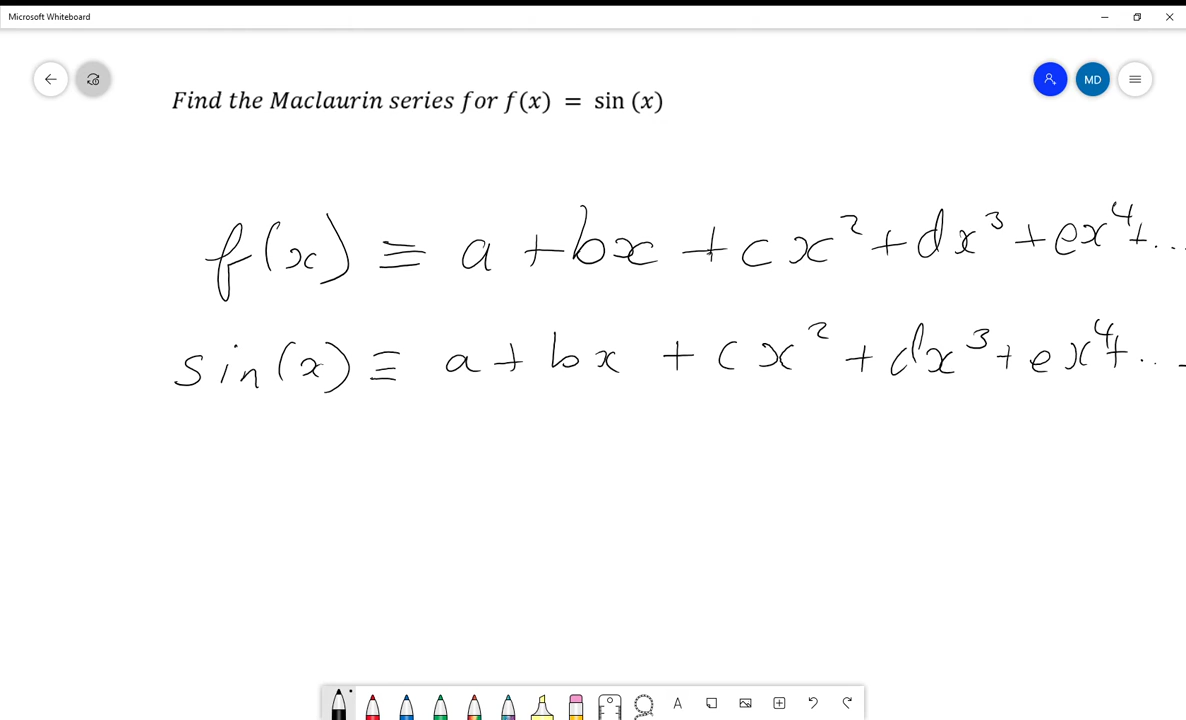 Microsoft Whiteboard
MD
Find the Maclaurin series for f(x) = sin (x)
f(x) ≡ a + bx + cx² + dx³ + ex⁴ + ...
sin(x) ≡ a + bx + cx² + dx³ + ex⁴ + ...
A